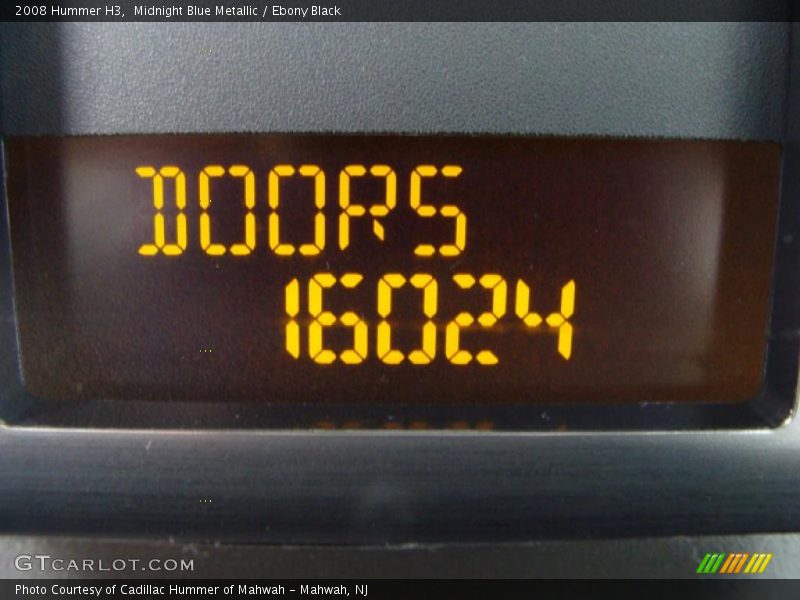 2008 Hummer H3,  Midnight Blue Metallic / Ebony Black
DOORS
16024
GTCARLOT.COM
Photo Courtesy of Cadillac Hummer of Mahwah - Mahwah, NJ